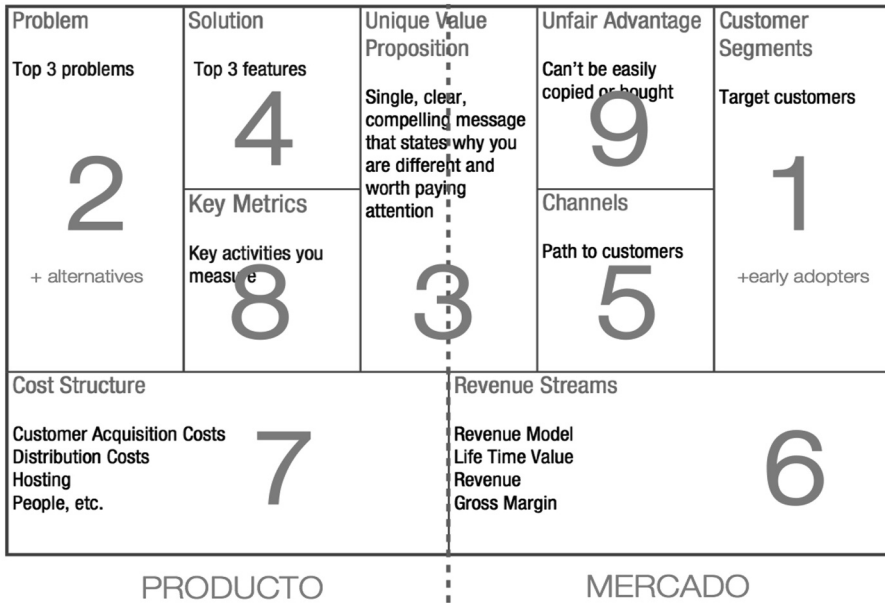 Problem
Top 3 problems
2
+ alternatives
Solution
Top 3 features
4
Key Metrics
Key activities you
measure
8
Unique Value
Proposition
Single, clear,
compelling message
that states why you
are different and
worth paying
attention
3
Unfair Advantage
Can't be easily
copied or bought
9
Channels
Path to customers
5
Customer
Segments
Target customers
1
+early adopters
Cost Structure
Customer Acquisition Costs
Distribution Costs
Hosting
People, etc.
7
Revenue Streams
Revenue Model
Life Time Value
Revenue
Gross Margin
6
PRODUCTO
MERCADO